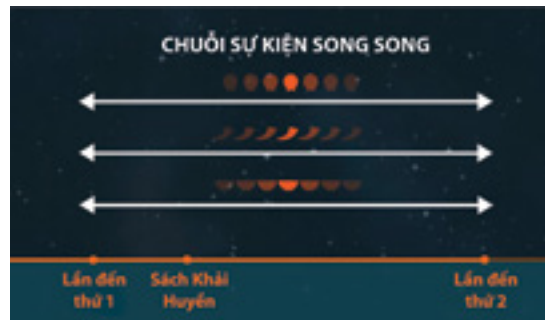 CHUỖI SỰ KIỆN SONG SONG
Lần đến
thứ 1
Sách Khải
Huyền
Lần đến
thứ 2